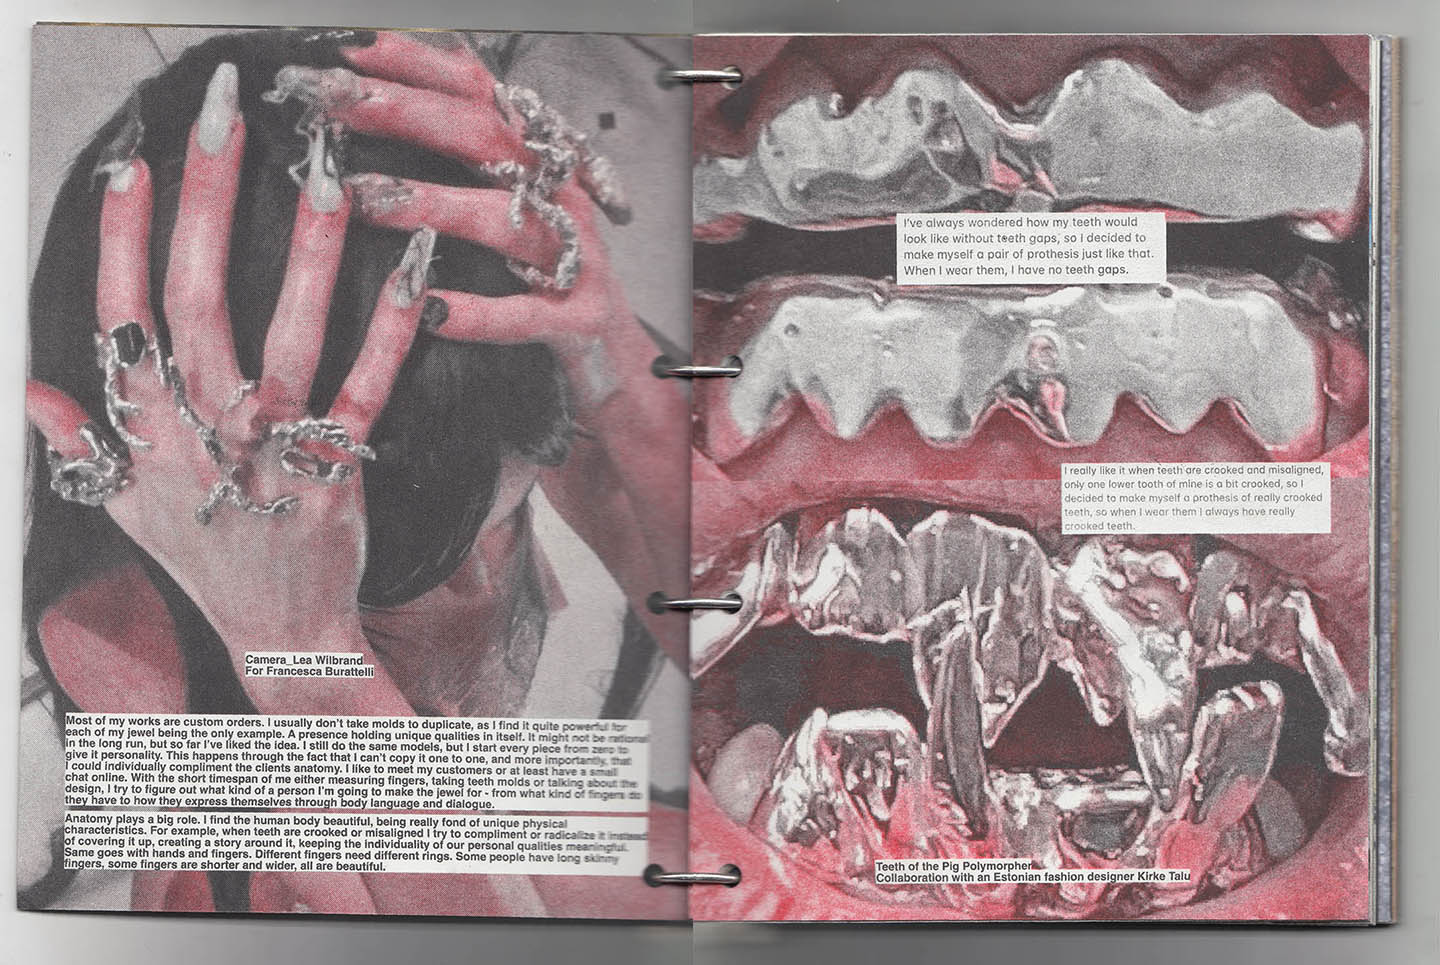 Camera_Lea Wilbrand
For Francesca Burattelli
Most of my works are custom orders. I usually don't take molds to duplicate, as I find it quite powerful for
each of my jewel being the only example. A presence holding unique qualities in itself. It might not be rational
in the long run, but so far I've liked the idea. I still do the same models, but I start every piece from zero to
give it personality. This happens through the fact that I can't copy it one to one, and more importantly, that
I could individually compliment the clients anatomy. I like to meet my customers or at least have a small
chat online. With the short timespan of me either measuring fingers, taking teeth molds or talking about the
design, I try to figure out what kind of a person I'm going to make the jewel for - from what kind of fingers do
they have to how they express themselves through body language and dialogue.
Anatomy plays a big role. I find the human body beautiful, being really fond of unique physical
characteristics. For example, when teeth are crooked or misaligned I try to compliment or radicalize it instead
of covering it up, creating a story around it, keeping the individuality of our personal qualities meaningful.
Same goes with hands and fingers. Different fingers need different rings. Some people have long skinny
fingers, some fingers are shorter and wider, all are beautiful.
I've always wondered how my teeth would
look like without teeth gaps, so I decided to
make myself a pair of prothesis just like that.
When I wear them, I have no teeth gaps.
I really like it when teeth are crooked and misaligned,
only one lower tooth of mine is a bit crooked, so I
decided to make myself a prothesis of really crooked
teeth, so when I wear them I always have really
crooked teeth.
Teeth of the Pig Polymorpher
Collaboration with an Estonian fashion designer Kirke Talu